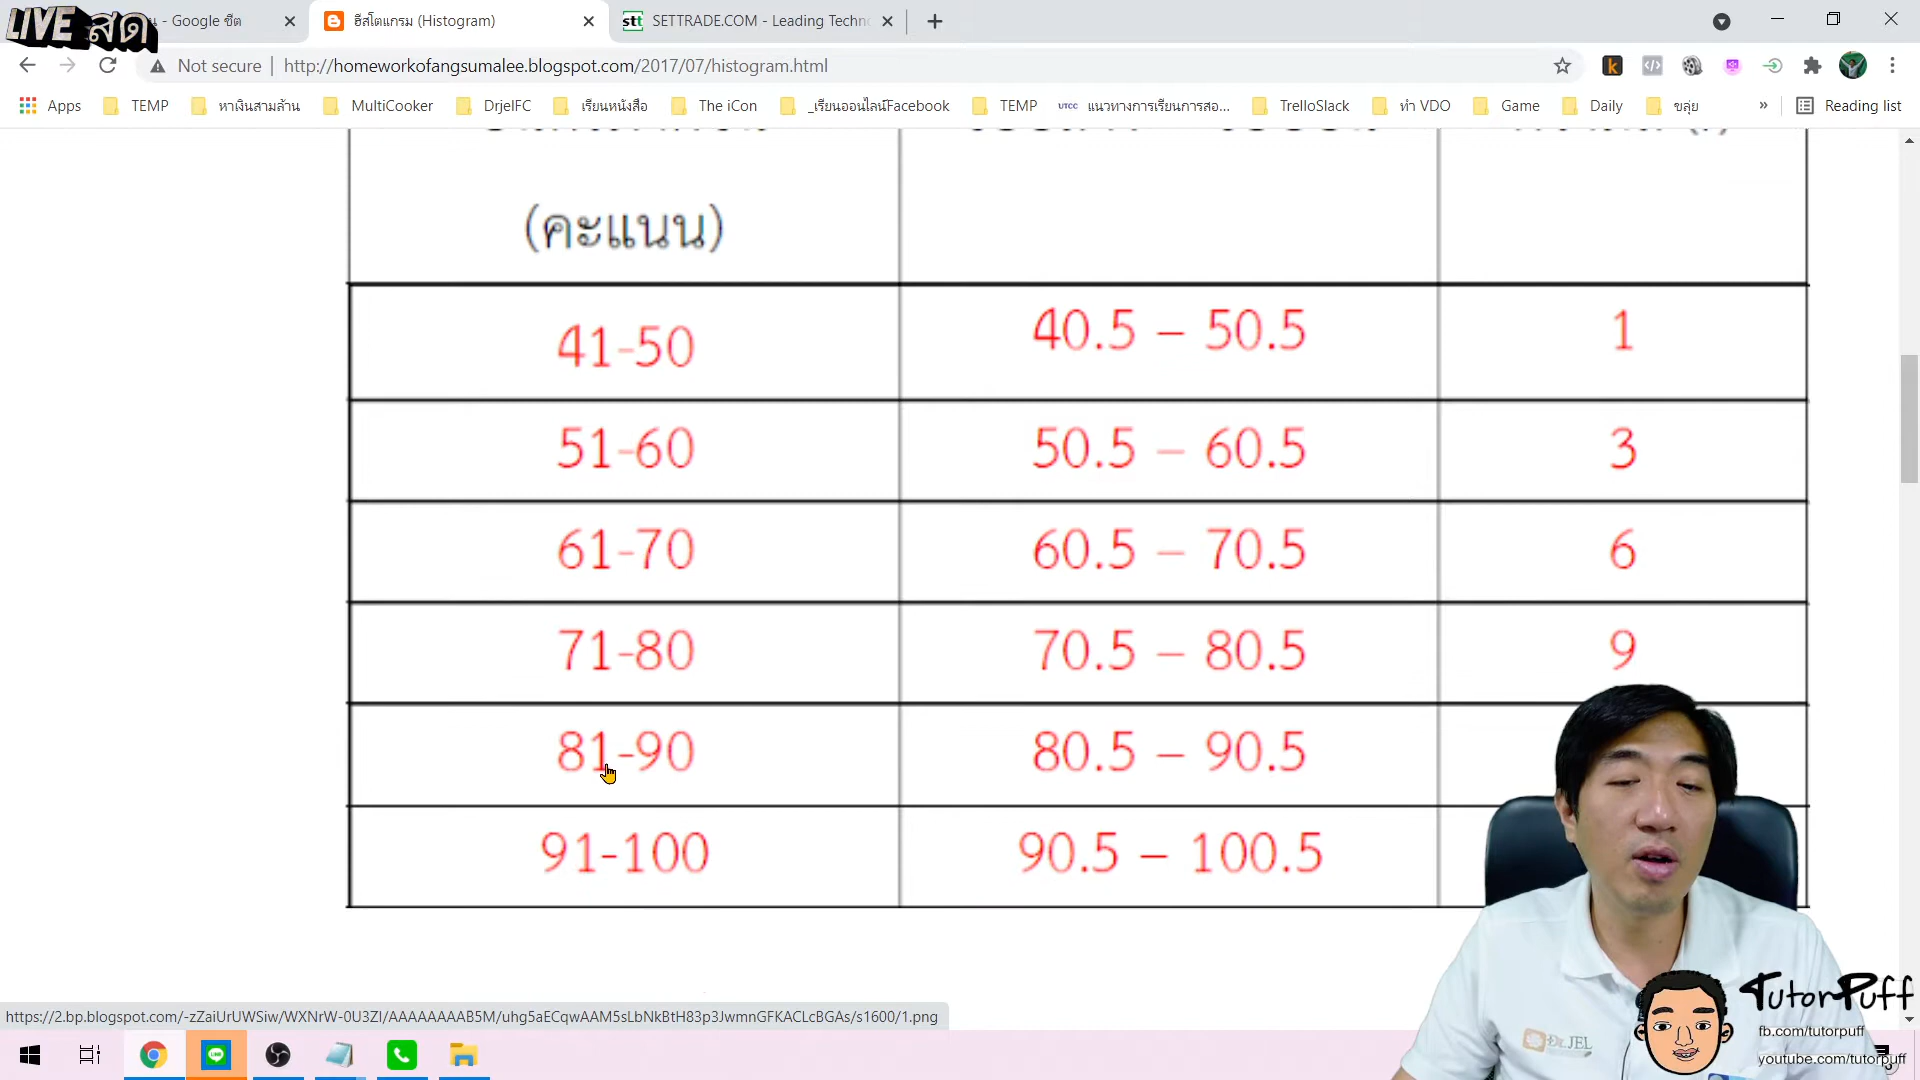 LIVE สด
- Google ชีต
ฮิสโตแกรม (Histogram)
stt SETTRADE.COM - Leading Techn
Not secure
http://homeworkofangsumalee.blogspot.com/2017/07/histogram.html
Apps
TEMP
หาเงินสามล้าน
MultiCooker
DrjelFC
เรียนหนังสือ
The iCon
_เรียนออนไลน์Facebook
TEMP
UTCC แนวทางการเรียนการสอ...
TrelloSlack
ทำ VDO
Game
Daily
ขลุ่ย
»
Reading list
(คะแนน)
41-50 40.5 – 50.5 1
51-60 50.5 – 60.5 3
61-70 60.5 – 70.5 6
71-80 70.5 – 80.5 9
81-90 80.5 – 90.5
91-100 90.5 – 100.5
https://2.bp.blogspot.com/-zZaiUrUWSiw/WXNrW-0U3ZI/AAAAAAAAB5M/uhg5aECqwAAM5sLbNkBtH83p3JwmnGFKACLcBGAs/s1600/1.png
Dr.JEL
TutorPuff
fb.com/tutorpuff
youtube.com/tutorpuff